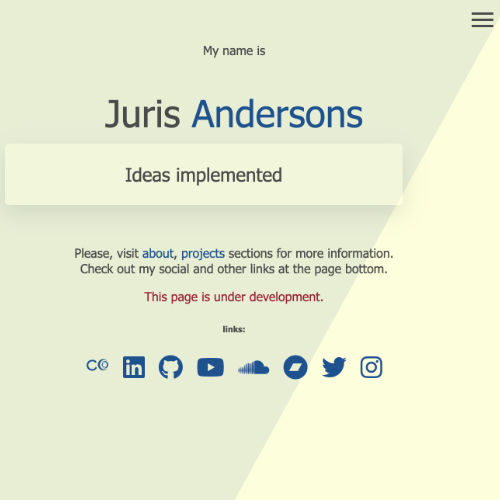 My name is
Juris Andersons
Ideas implemented
Please, visit about, projects sections for more information.
Check out my social and other links at the page bottom.
This page is under development.
links: